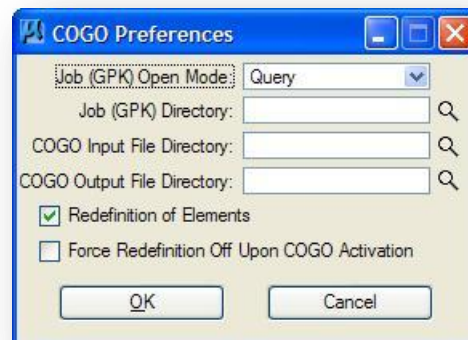 COGO Preferences
Job (GPK) Open Mode: Query
Job (GPK) Directory:
COGO Input File Directory:
COGO Output File Directory:
Redefinition of Elements
Force Redefinition Off Upon COGO Activation
OK Cancel